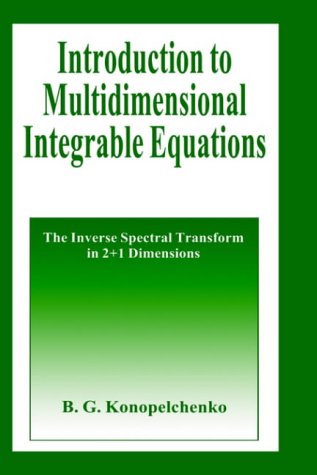 Introduction to
Multidimensional
Integrable Equations
The Inverse Spectral Transform
in 2+1 Dimensions
B. G. Konopelchenko